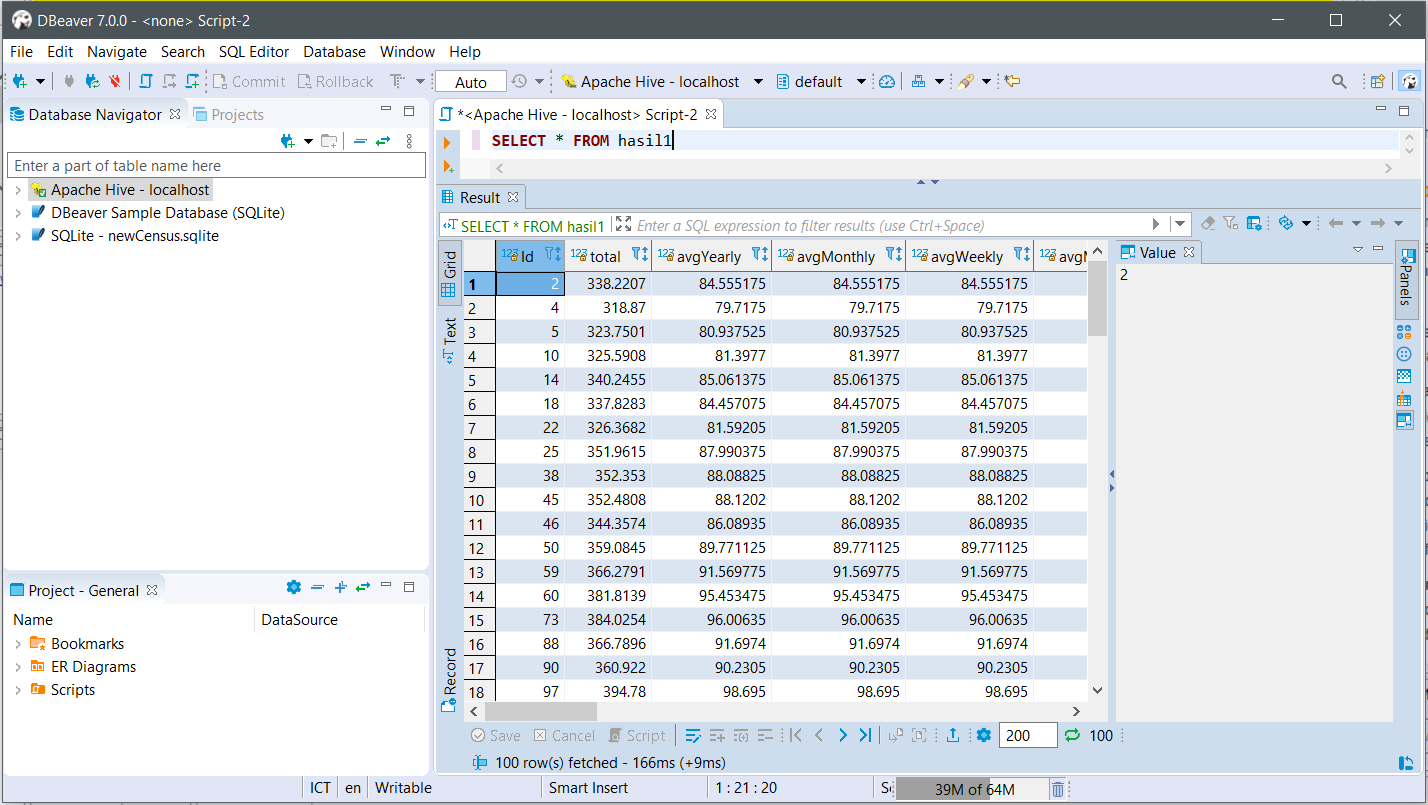 DBeaver 7.0.0 - <none> Script-2
File Edit Navigate Search SQL Editor Database Window Help
Commit Rollback Auto Apache Hive - localhost default
Database Navigator Projects
Enter a part of table name here
Apache Hive - localhost
DBeaver Sample Database (SQLite)
SQLite - newCensus.sqlite
Project - General
Name DataSource
Bookmarks
ER Diagrams
Scripts
*<Apache Hive - localhost> Script-2
SELECT * FROM hasil1
Result
SELECT * FROM hasil1 Enter a SQL expression to filter results (use Ctrl+Space)
Grid
Text
Record
123 Id 123 total 123 avgYearly 123 avgMonthly 123 avgWeekly 123
1 2 338.2207 84.555175 84.555175 84.555175
2 4 318.87 79.7175 79.7175 79.7175
3 5 323.7501 80.937525 80.937525 80.937525
4 10 325.5908 81.3977 81.3977 81.3977
5 14 340.2455 85.061375 85.061375 85.061375
6 18 337.8283 84.457075 84.457075 84.457075
7 22 326.3682 81.59205 81.59205 81.59205
8 25 351.9615 87.990375 87.990375 87.990375
9 38 352.353 88.08825 88.08825 88.08825
10 45 352.4808 88.1202 88.1202 88.1202
11 46 344.3574 86.08935 86.08935 86.08935
12 50 359.0845 89.771125 89.771125 89.771125
13 59 366.2791 91.569775 91.569775 91.569775
14 60 381.8139 95.453475 95.453475 95.453475
15 73 384.0254 96.00635 96.00635 96.00635
16 88 366.7896 91.6974 91.6974 91.6974
17 90 360.922 90.2305 90.2305 90.2305
18 97 394.78 98.695 98.695 98.695
Value
2
Panels
Save Cancel Script 200 100
100 row(s) fetched - 166ms (+9ms)
ICT en Writable Smart Insert 1 : 21 : 20 39M of 64M